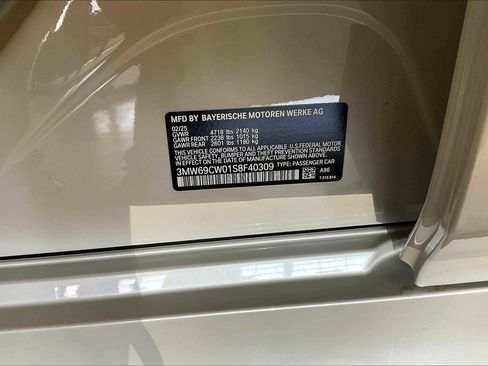 MFD BY BAYERISCHE MOTOREN WERKE AG
02/25
GVWR 4718 lbs 2140 kg
GAWR FRONT 2238 lbs 1015 kg
GAWR REAR 2601 lbs 1180 kg
THIS VEHICLE CONFORMS TO ALL APPLICABLE U.S.FEDERAL MOTOR
VEHICLE SAFETY, BUMPER AND THEFT PREVENTION STANDARDS
IN EFFECT ON THE DATE OF MANUFACTURE SHOWN ABOVE.
3MW69CW01S8F40309 TYPE: PASSENGER CAR
A96